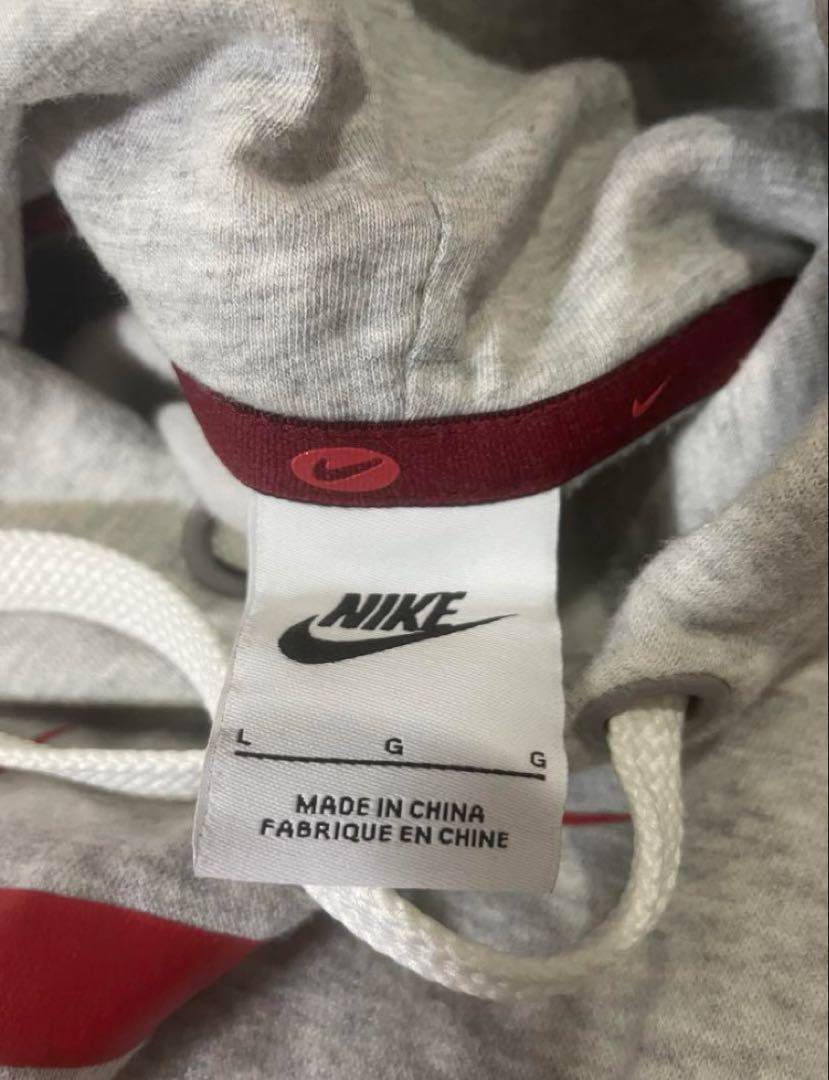 NIKE
L G G
MADE IN CHINA
FABRIQUE EN CHINE